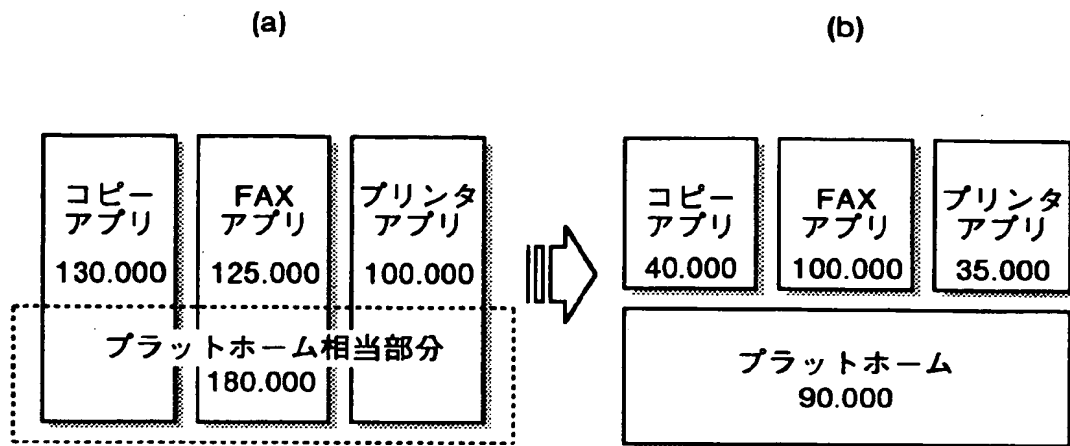 (a)
コピー
アプリ
130.000
FAX
アプリ
125.000
プリンタ
アプリ
100.000
プラットホーム相当部分
180.000
(b)
コピー
アプリ
40.000
FAX
アプリ
100.000
プリンタ
アプリ
35.000
プラットホーム
90.000